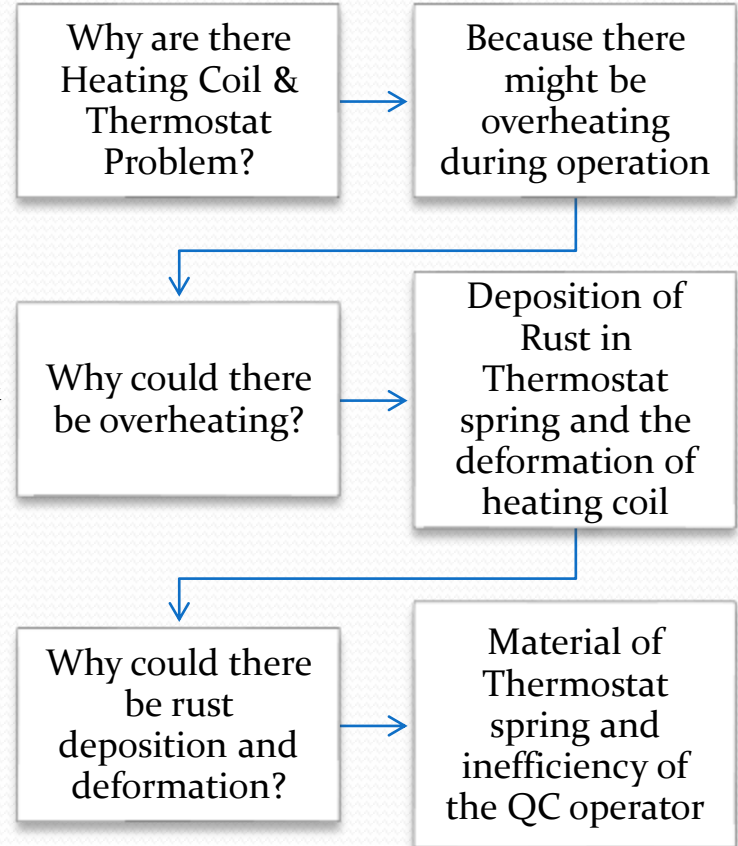 Why are there
Heating Coil &
Thermostat
Problem?
Because there
might be
overheating
during operation
Why could there
be overheating?
Deposition of
Rust in
Thermostat
spring and the
deformation of
heating coil
Why could there
be rust
deposition and
deformation?
Material of
Thermostat
spring and
inefficiency of
the QC operator